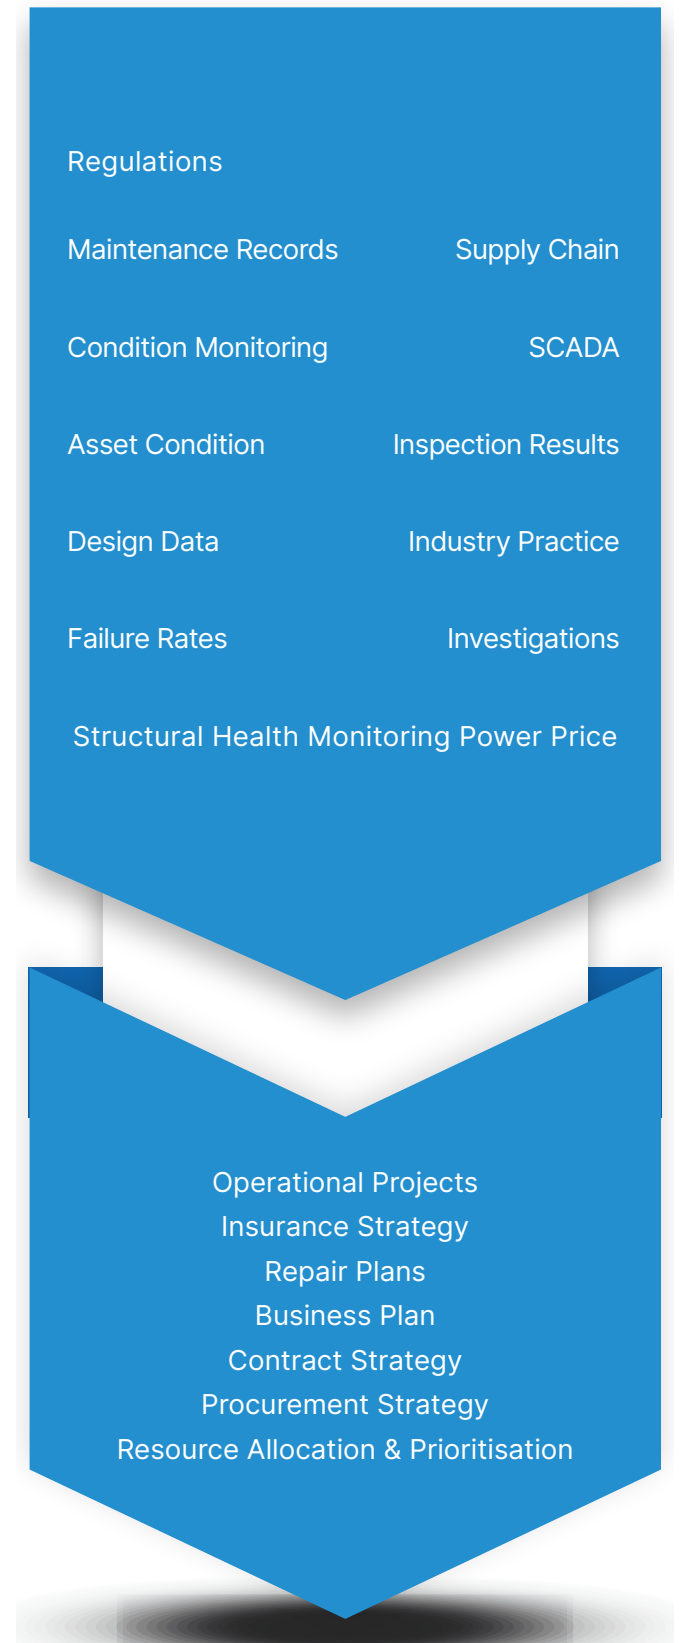 Regulations
Maintenance Records Supply Chain
Condition Monitoring SCADA
Asset Condition Inspection Results
Design Data Industry Practice
Failure Rates Investigations
Structural Health Monitoring Power Price
Operational Projects
Insurance Strategy
Repair Plans
Business Plan
Contract Strategy
Procurement Strategy
Resource Allocation & Prioritisation